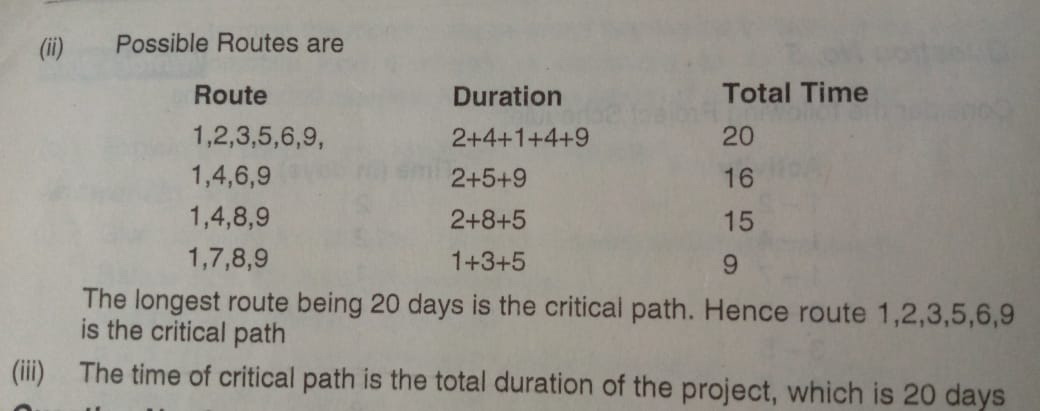 (ii) Possible Routes are
Route Duration Total Time
1,2,3,5,6,9, 2+4+1+4+9 20
1,4,6,9 2+5+9 16
1,4,8,9 2+8+5 15
1,7,8,9 1+3+5 9
The longest route being 20 days is the critical path. Hence route 1,2,3,5,6,9
is the critical path
(iii) The time of critical path is the total duration of the project, which is 20 days